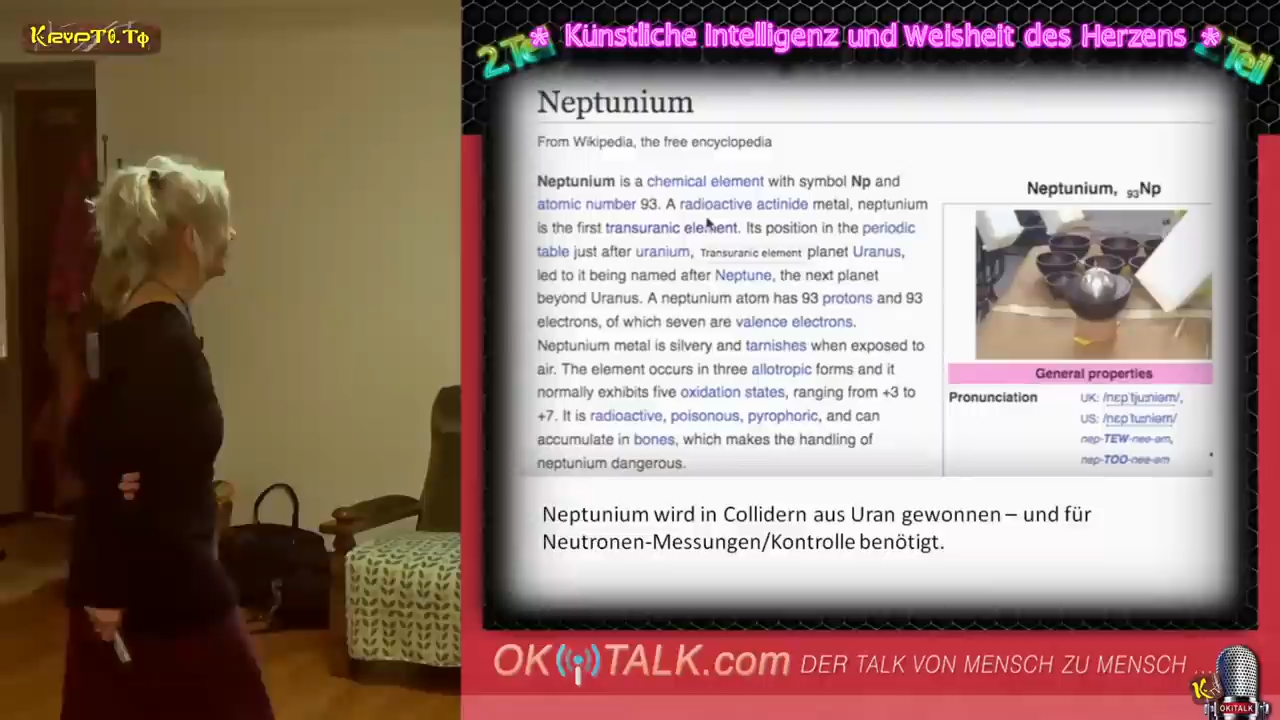 KrypT0.Tφ
2.Teil
* Künstliche Intelligenz und Weisheit des Herzens *
2 Teil
Neptunium
From Wikipedia, the free encyclopedia
Neptunium is a chemical element with symbol Np and
atomic number 93. A radioactive actinide metal, neptunium
is the first transuranic element. Its position in the periodic
table just after uranium, Transuranic element planet Uranus,
led to it being named after Neptune, the next planet
beyond Uranus. A neptunium atom has 93 protons and 93
electrons, of which seven are valence electrons.
Neptunium metal is silvery and tarnishes when exposed to
air. The element occurs in three allotropic forms and it
normally exhibits five oxidation states, ranging from +3 to
+7. It is radioactive, poisonous, pyrophoric, and can
accumulate in bones, which makes the handling of
neptunium dangerous.
Neptunium, 93Np
General properties
Pronunciation UK: /nɛpˈtjuːniəm/,
US: /nɛpˈtuːniəm/
nep-TEW-nee-əm,
nep-TOO-nee-əm
Neptunium wird in Collidern aus Uran gewonnen – und für
Neutronen-Messungen/Kontrolle benötigt.
OKiTALK.com DER TALK VON MENSCH ZU MENSCH ...
OKiTALK